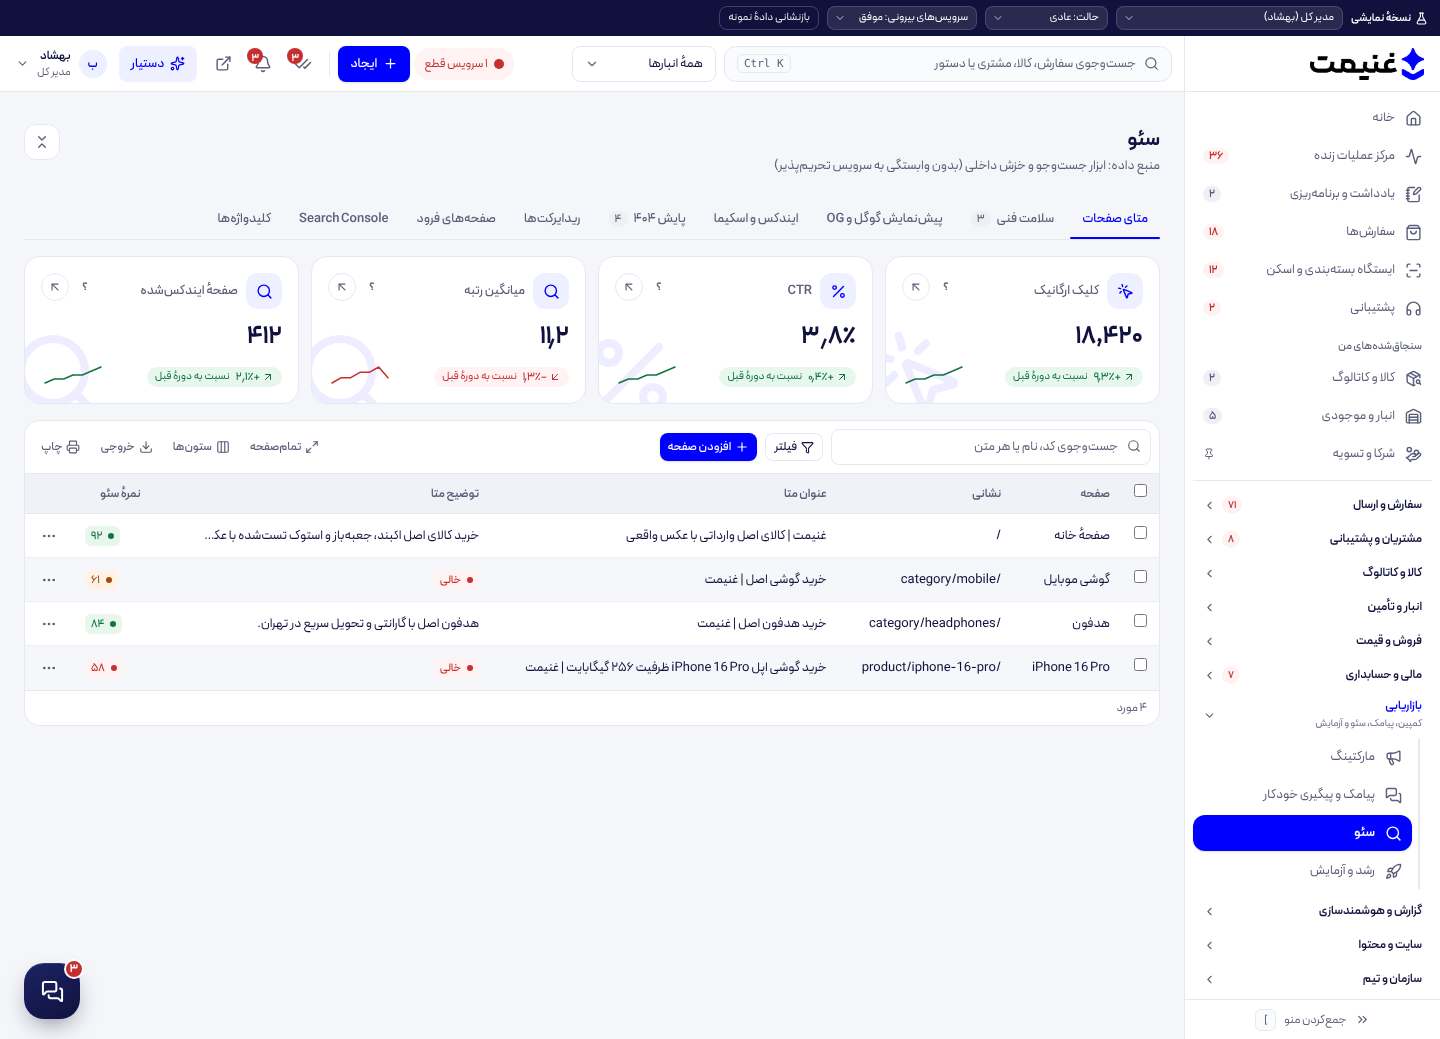 نسخهٔ نمایشی
مدیر کل (بهشاد)
حالت: عادی
سرویس‌های بیرونی: موفق
بازنشانی دادهٔ نمونه
غنیمت
جست‌وجوی سفارش، کالا، مشتری یا دستور
Ctrl K
همهٔ انبارها
۱ سرویس قطع
ایجاد
۳
۳
دستیار
ب
بهشاد
مدیر کل
خانه
مرکز عملیات زنده ۳۶
یادداشت و برنامه‌ریزی ۲
سفارش‌ها ۱۸
ایستگاه بسته‌بندی و اسکن ۱۲
پشتیبانی ۲
سنجاق‌شده‌های من
کالا و کاتالوگ ۲
انبار و موجودی ۵
شرکا و تسویه
سفارش و ارسال ۷۱
مشتریان و پشتیبانی ۸
کالا و کاتالوگ
انبار و تأمین
فروش و قیمت
مالی و حسابداری ۷
بازاریابی
کمپین، پیامک، سئو و آزمایش
مارکتینگ
پیامک و پیگیری خودکار
سئو
رشد و آزمایش
گزارش و هوشمندسازی
سایت و محتوا
سازمان و تیم
جمع‌کردن منو [
سئو
منبع داده: ابزار جست‌وجو و خزش داخلی (بدون وابستگی به سرویس تحریم‌پذیر)
متای صفحات
سلامت فنی ۳
پیش‌نمایش گوگل و OG
ایندکس و اسکیما
پایش ۴۰۴ ۴
ریدایرکت‌ها
صفحه‌های فرود
Search Console
کلیدواژه‌ها
کلیک ارگانیک ؟
۱۸,۴۲۰
+۹٫۳٪ نسبت به دورهٔ قبل
CTR ؟
۳٫۸٪
+۰٫۴٪ نسبت به دورهٔ قبل
میانگین رتبه ؟
۱۱٫۲
−۱٫۳٪ نسبت به دورهٔ قبل
صفحهٔ ایندکس‌شده ؟
۴۱۲
+۲٫۱٪ نسبت به دورهٔ قبل
جست‌وجوی کد، نام یا هر متن
فیلتر
افزودن صفحه
تمام‌صفحه
ستون‌ها
خروجی
چاپ
صفحه نشانی عنوان متا توضیح متا نمرهٔ سئو
صفحهٔ خانه / غنیمت | کالای اصل وارداتی با عکس واقعی خرید کالای اصل اکبند، جعبه‌باز و استوک تست‌شده با عک... ۹۲
گوشی موبایل /category/mobile خرید گوشی اصل | غنیمت خالی ۶۱
هدفون /category/headphones خرید هدفون اصل | غنیمت هدفون اصل با گارانتی و تحویل سریع در تهران. ۸۴
iPhone 16 Pro /product/iphone-16-pro خرید گوشی اپل iPhone 16 Pro ظرفیت ۲۵۶ گیگابایت | غنیمت خالی ۵۸
۴ مورد
۳